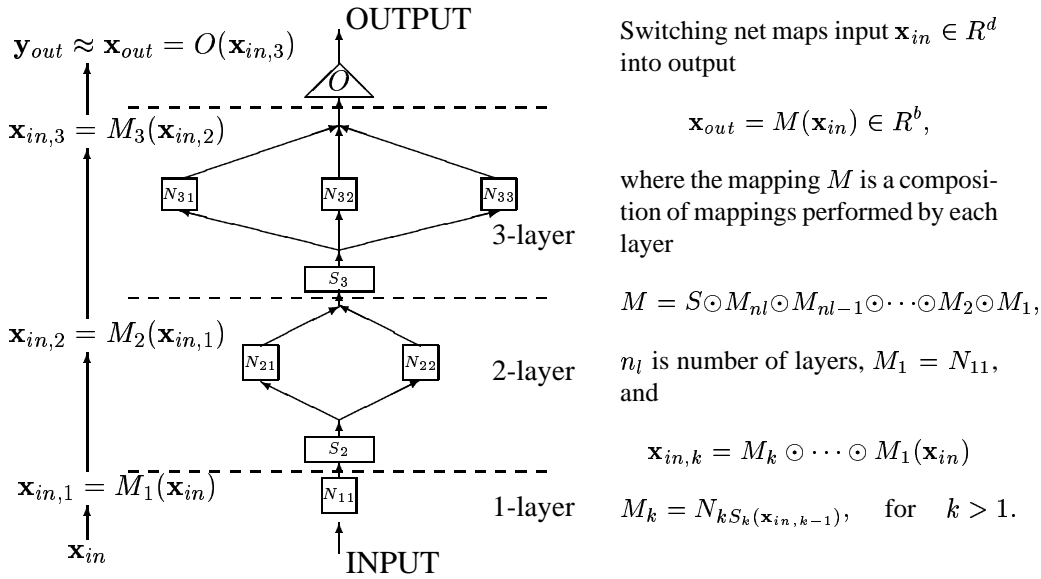 OUTPUT
y_out ≈ x_out = O(x_in,3)
O
x_in,3 = M_3(x_in,2)
N_31 N_32 N_33
3-layer
S_3
x_in,2 = M_2(x_in,1)
N_21 N_22
2-layer
S_2
x_in,1 = M_1(x_in)
N_11
1-layer
x_in
INPUT
Switching net maps input x_in ∈ R^d
into output
x_out = M(x_in) ∈ R^b,
where the mapping M is a composi-
tion of mappings performed by each
layer
M = S⊙M_nl⊙M_nl−1⊙···⊙M_2⊙M_1,
n_l is number of layers, M_1 = N_11,
and
x_in,k = M_k ⊙ ··· ⊙ M_1(x_in)
M_k = N_kS_k(x_in,k−1), for k > 1.